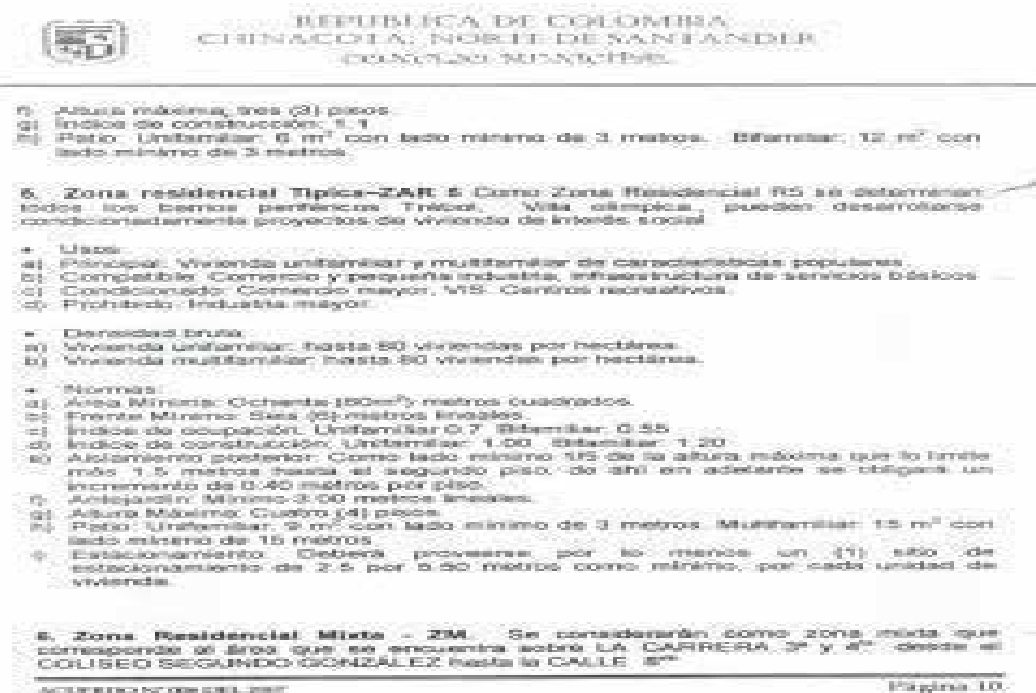 REPUBLICA DE COLOMBIA
CHINACOTA, NORTE DE SANTANDER
CONCEJO MUNICIPAL
f) Altura máxima, tres (3) pisos.
g) Índice de construcción: 1.1
h) Patio: Unifamiliar: 6 m² con lado mínimo de 3 metros. Bifamiliar: 12 m² con
lado mínimo de 3 metros.
Zona residencial Típica-ZAR 5 Como Zona Residencial R5 se determinan
todos los barrios periféricos Trébol, Villa olímpica, pueden desarrollarse
condicionadamente proyectos de vivienda de interés social
• Usos
a) Principal: Vivienda unifamiliar y multifamiliar de características populares.
b) Compatible: Comercio y pequeña industria, infraestructura de servicios básicos
c) Condicionado: Comercio mayor, VIS. Centros recreativos.
d) Prohibido: Industria mayor.
• Densidad bruta
a) Vivienda unifamiliar: hasta 80 viviendas por hectárea.
b) Vivienda multifamiliar: hasta 80 viviendas por hectárea.
• Normas:
a) Área Mínima: Ochenta (80m²) metros cuadrados.
b) Frente Mínimo: Seis (6) metros lineales.
c) Índice de ocupación: Unifamiliar 0.7 Bifamiliar: 0.55
d) Índice de construcción: Unifamiliar: 1.00 Bifamiliar: 1.20
e) Aislamiento posterior: Como lado mínimo 1/5 de la altura máxima que lo limite
más 1.5 metros hasta el segundo piso, de ahí en adelante se obligará un
incremento de 0.40 metros por piso.
f) Antejardín: Mínimo 2.00 metros lineales.
g) Altura Máxima: Cuatro (4) pisos.
h) Patio: Unifamiliar: 9 m² con lado mínimo de 3 metros. Multifamiliar: 15 m² con
lado mínimo de 15 metros
i) Estacionamiento: Deberá proveerse por lo menos un (1) sitio de
estacionamiento de 2.5 por 5.50 metros como mínimo, por cada unidad de
vivienda.
6. Zona Residencial Mixta - ZM. Se considerarán como zona mixta que
corresponde al área que se encuentra sobre LA CARRERA 3ª y 4ª desde el
COLISEO SEGUNDO GONZALEZ hasta la CALLE
ACUERDO N° DEL
Página 10